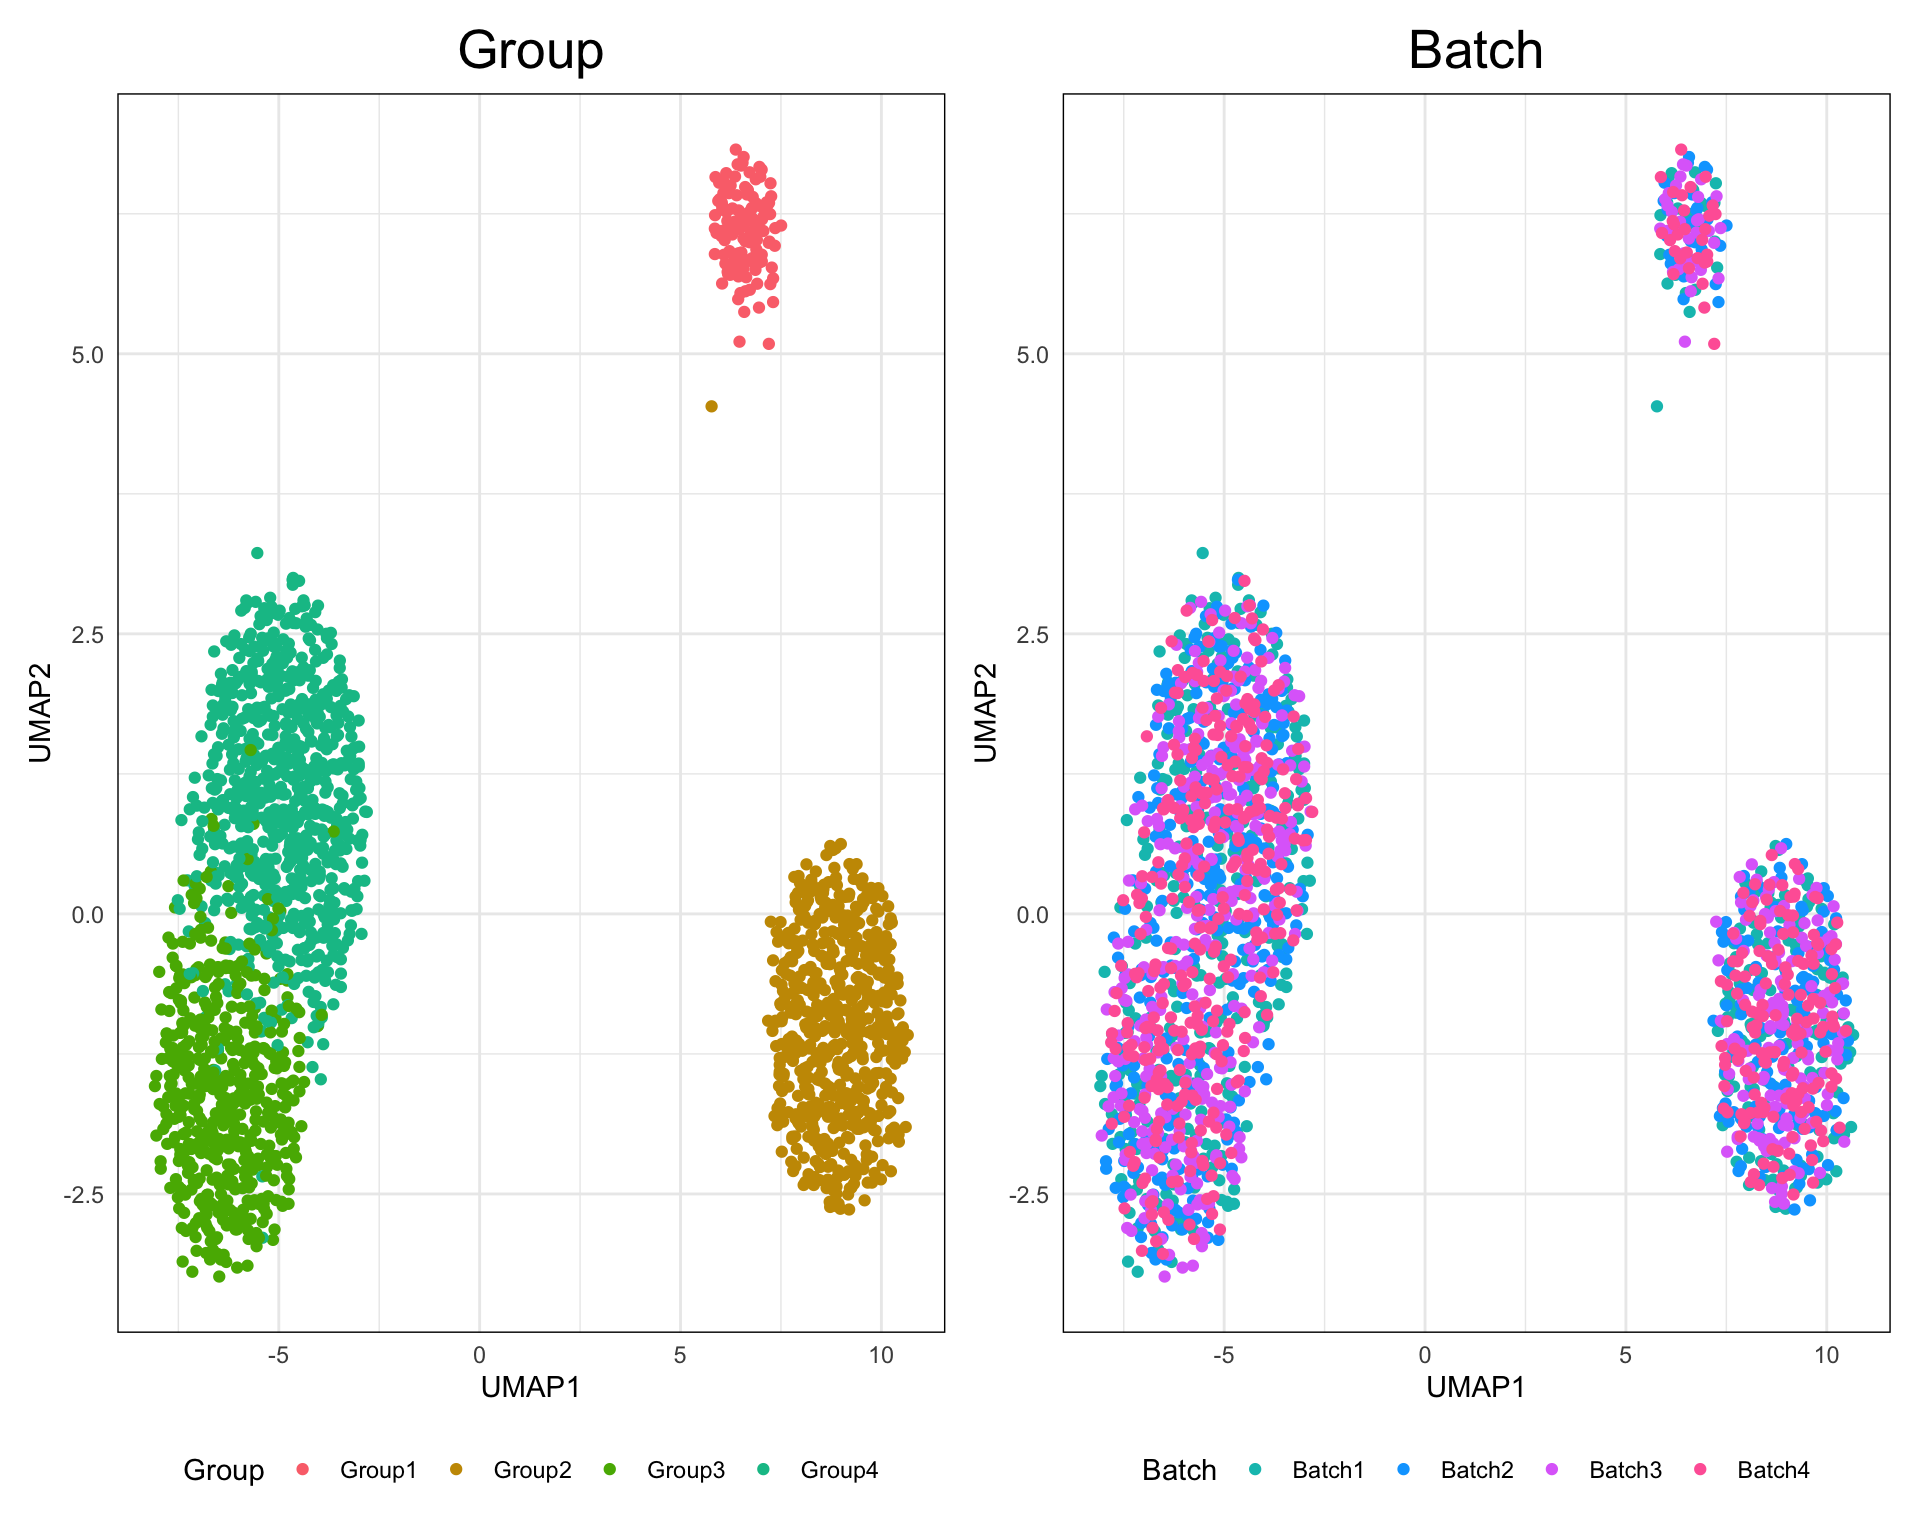 Group
Batch
UMAP2
5.0
2.5
0.0
-2.5
-5 0 5 10
UMAP1
UMAP2
5.0
2.5
0.0
-2.5
-5 0 5 10
UMAP1
Group Group1 Group2 Group3 Group4
Batch Batch1 Batch2 Batch3 Batch4